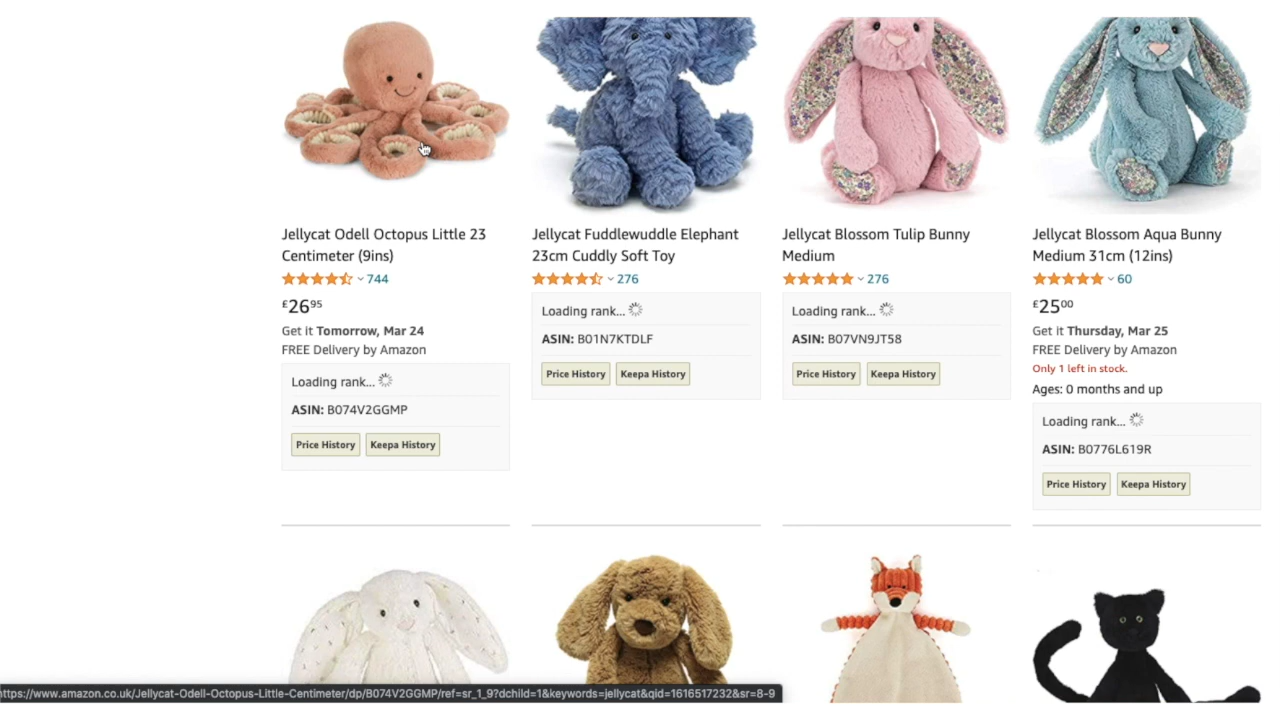 Jellycat Odell Octopus Little 23
Centimeter (9ins)
744
£26⁹⁵
Get it Tomorrow, Mar 24
FREE Delivery by Amazon
Loading rank...
ASIN: B074V2GGMP
Price History Keepa History
Jellycat Fuddlewuddle Elephant
23cm Cuddly Soft Toy
276
Loading rank...
ASIN: B01N7KTDLF
Price History Keepa History
Jellycat Blossom Tulip Bunny
Medium
276
Loading rank...
ASIN: B07VN9JT58
Price History Keepa History
Jellycat Blossom Aqua Bunny
Medium 31cm (12ins)
60
£25⁰⁰
Get it Thursday, Mar 25
FREE Delivery by Amazon
Only 1 left in stock.
Ages: 0 months and up
Loading rank...
ASIN: B0776L619R
Price History Keepa History
https://www.amazon.co.uk/Jellycat-Odell-Octopus-Little-Centimeter/dp/B074V2GGMP/ref=sr_1_9?dchild=1&keywords=jellycat&qid=1616517232&sr=8-9